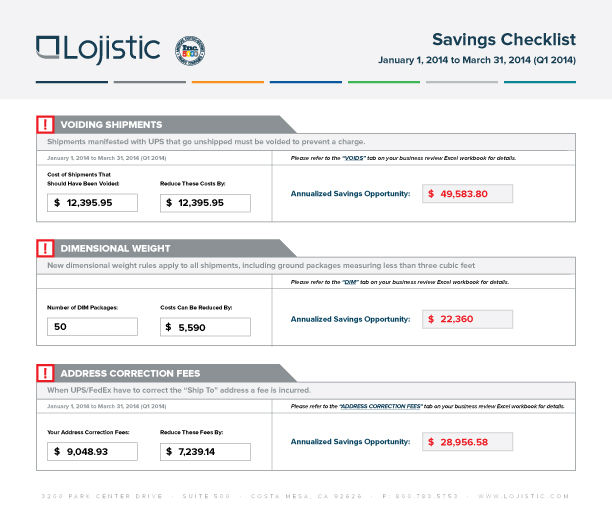 Lojistic
Inc. 5000
Savings Checklist
January 1, 2014 to March 31, 2014 (Q1 2014)
! VOIDING SHIPMENTS
Shipments manifested with UPS that go unshipped must be voided to prevent a charge.
January 1, 2014 to March 31, 2014 (Q1 2014)
Please refer to the "VOIDS" tab on your business review Excel workbook for details.
Cost of Shipments That
Should Have Been Voided:
Reduce These Costs By:
$ 12,395.95
$ 12,395.95
Annualized Savings Opportunity:
$ 49,583.80
! DIMENSIONAL WEIGHT
New dimensional weight rules apply to all shipments, including ground packages measuring less than three cubic feet
Please refer to the "DIM" tab on your business review Excel workbook for details.
Number of DIM Packages:
Costs Can Be Reduced By:
50
$ 5,590
Annualized Savings Opportunity:
$ 22,360
! ADDRESS CORRECTION FEES
When UPS/FedEx have to correct the "Ship To" address a fee is incurred.
January 1, 2014 to March 31, 2014 (Q1 2014)
Please refer to the "ADDRESS CORRECTION FEES" tab on your business review Excel workbook for details.
Your Address Correction Fees:
Reduce These Fees By:
$ 9,048.93
$ 7,239.14
Annualized Savings Opportunity:
$ 28,956.58
3200 PARK CENTER DRIVE · SUITE 500 · COSTA MESA, CA 92626 · P: 800.783.5753 · WWW.LOJISTIC.COM